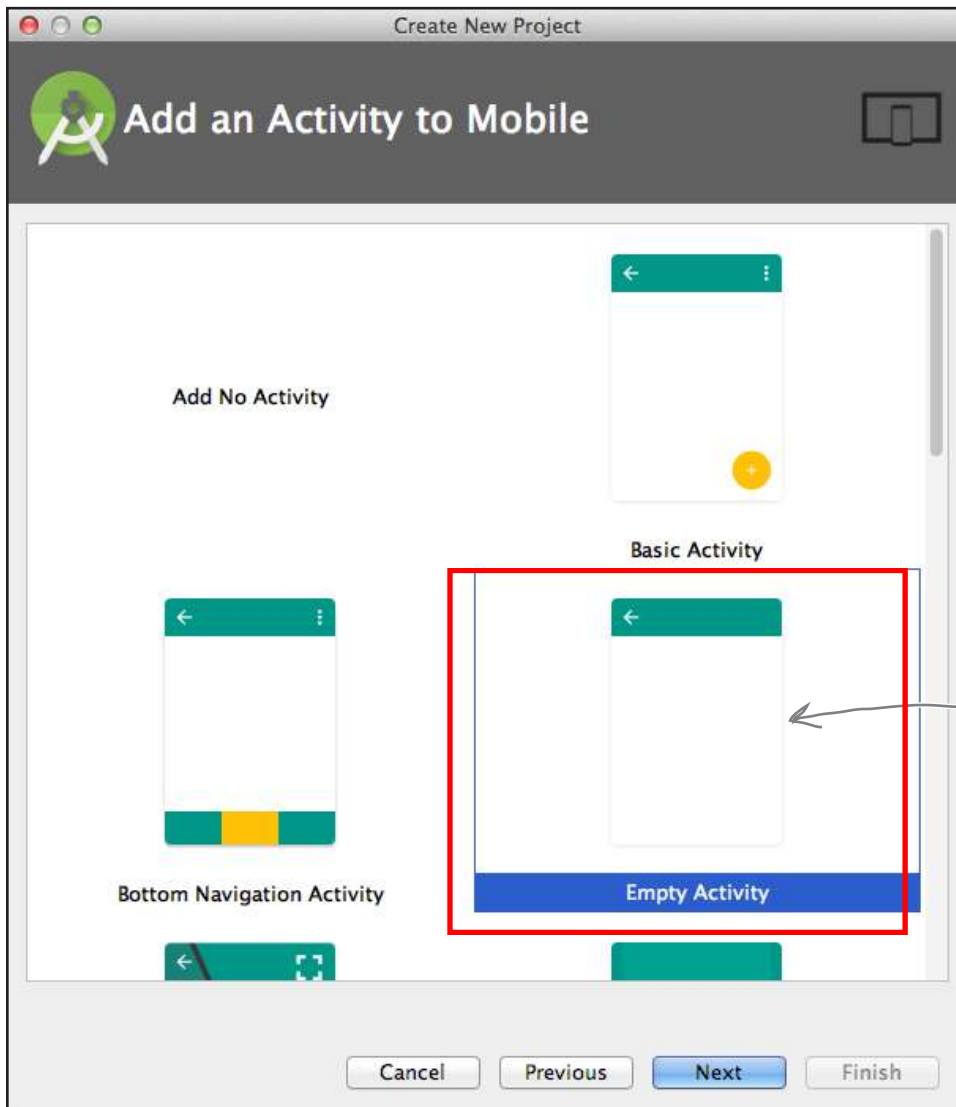 Create New Project
Add an Activity to Mobile
Add No Activity
Basic Activity
Bottom Navigation Activity
Empty Activity
Cancel
Previous
Next
Finish